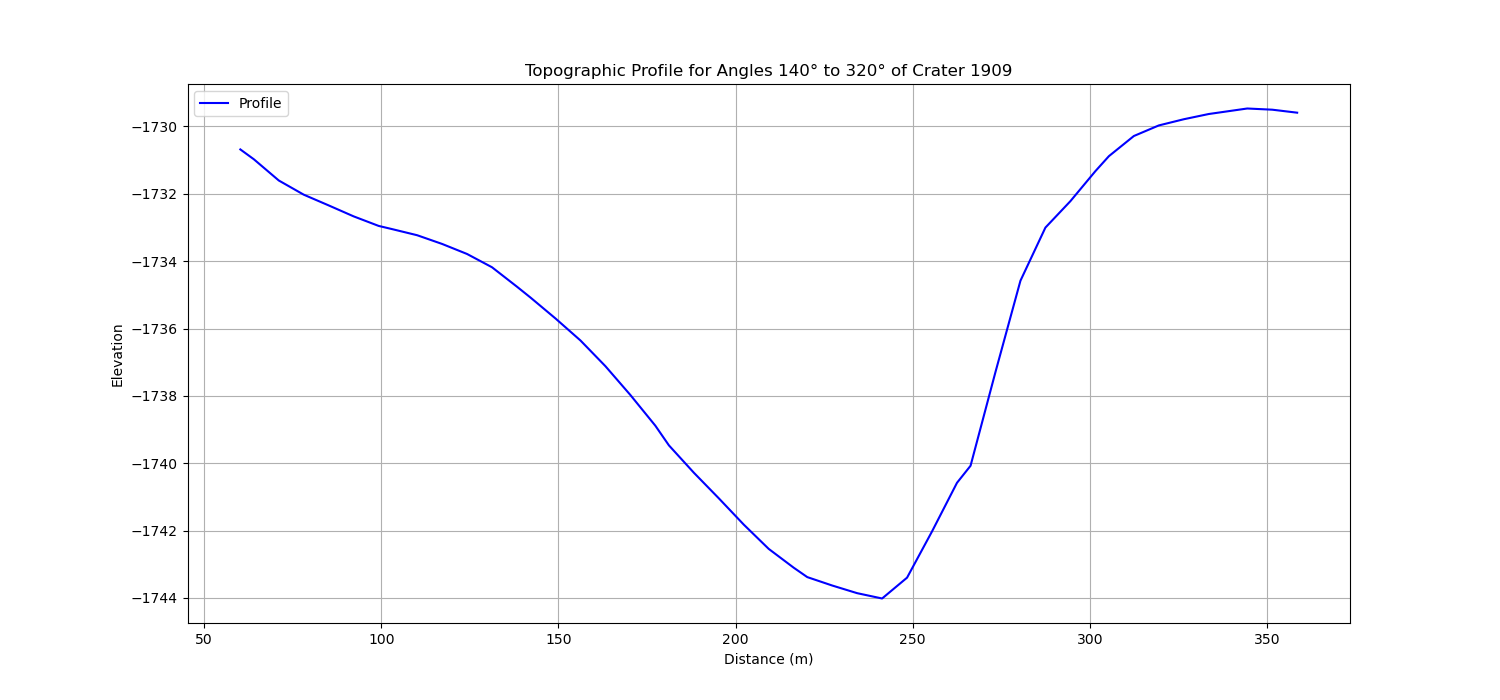 Topographic Profile for Angles 140° to 320° of Crater 1909
Profile
−1730
−1732
−1734
−1736
−1738
−1740
−1742
−1744
Elevation
50 100 150 200 250 300 350
Distance (m)